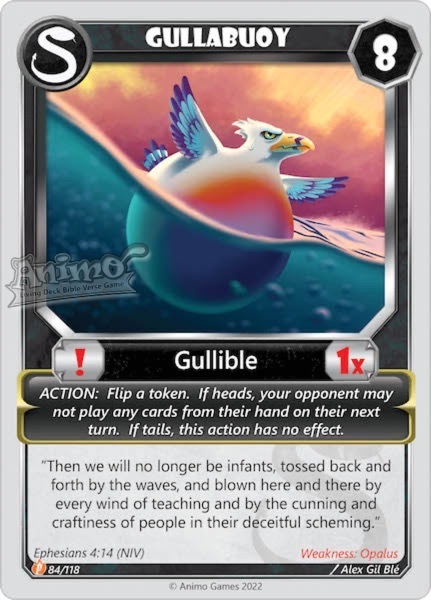 S
GULLABUOY
8
Animo
Living Deck Bible Verse Game
!
Gullible
1x
ACTION: Flip a token. If heads, your opponent may
not play any cards from their hand on their next
turn. If tails, this action has no effect.
"Then we will no longer be infants, tossed back and
forth by the waves, and blown here and there by
every wind of teaching and by the cunning and
craftiness of people in their deceitful scheming."
Ephesians 4:14 (NIV)
Weakness: Opalus
P 84/118
/ Alex Gil Blé
© Animo Games 2022